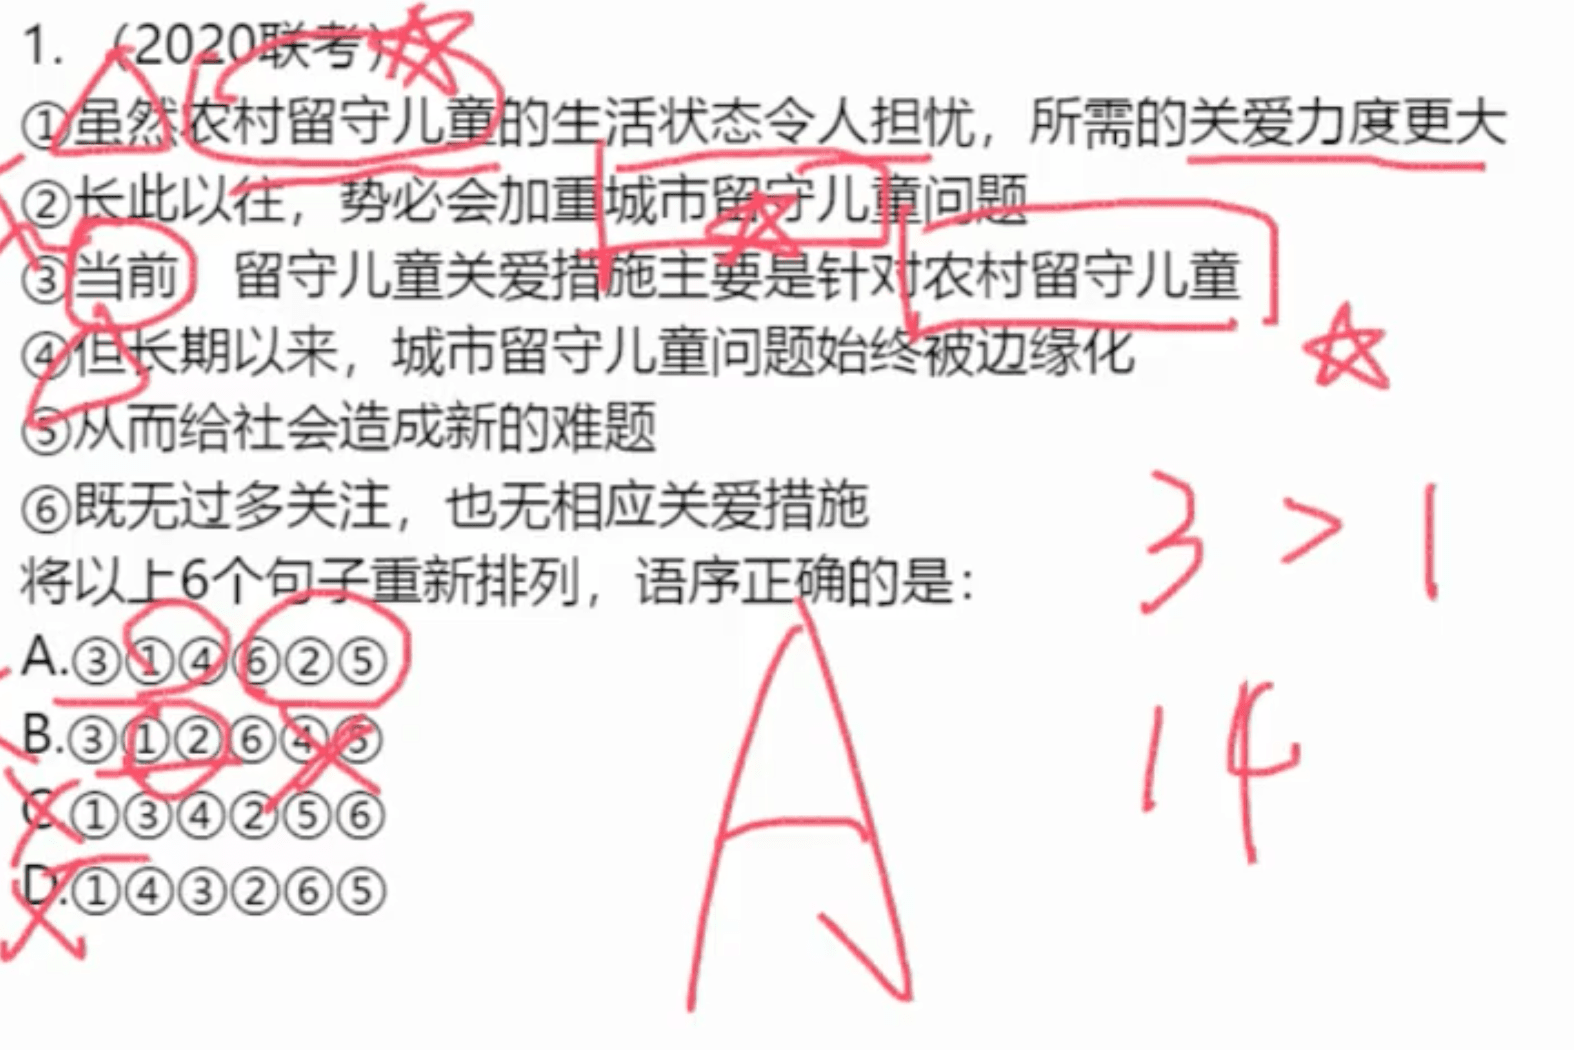 1. （2020联考）
①虽然农村留守儿童的生活状态令人担忧，所需的关爱力度更大
②长此以往，势必会加重城市留守儿童问题
③当前 留守儿童关爱措施主要是针对农村留守儿童
④但长期以来，城市留守儿童问题始终被边缘化
⑤从而给社会造成新的难题
⑥既无过多关注，也无相应关爱措施
3 > 1
将以上6个句子重新排列，语序正确的是：
A.③①④⑥②⑤
B.③①②⑥④⑤
1 4
C.①③④②⑤⑥
D.①④③②⑥⑤
A